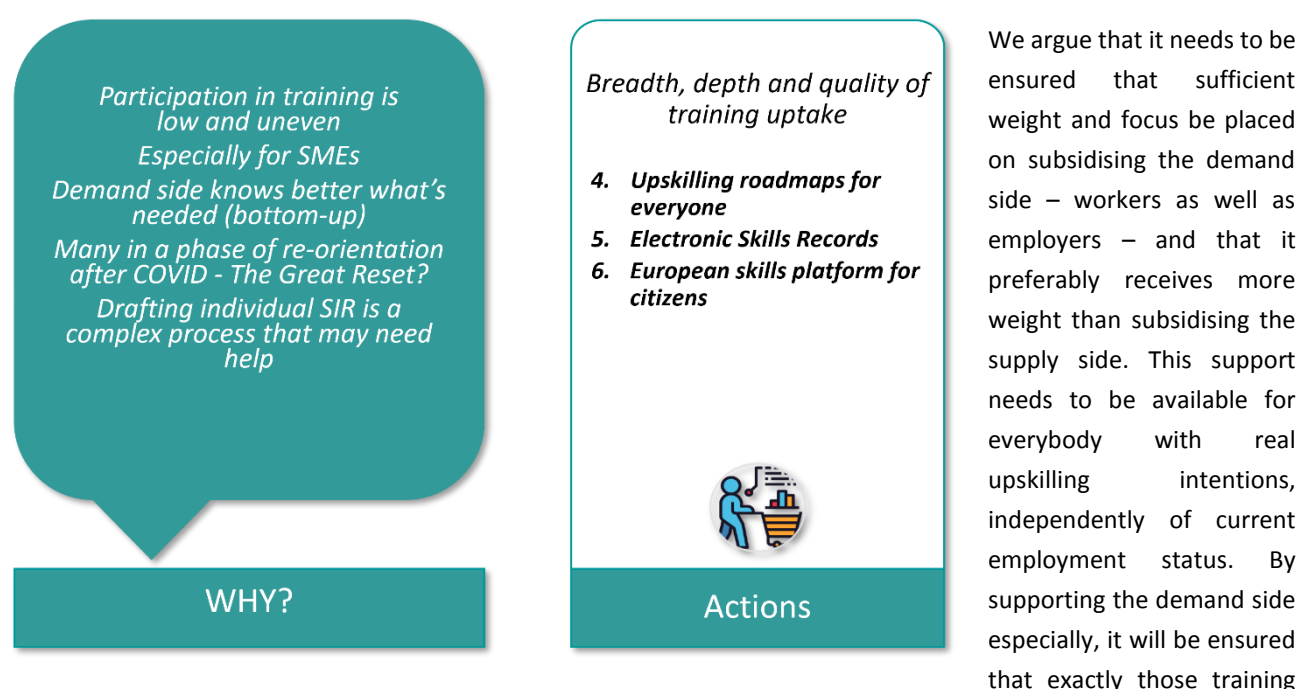 Participation in training is
low and uneven
Especially for SMEs
Demand side knows better what's
needed (bottom-up)
Many in a phase of re-orientation
after COVID - The Great Reset?
Drafting individual SIR is a
complex process that may need
help
WHY?
Breadth, depth and quality of
training uptake
4. Upskilling roadmaps for
everyone
5. Electronic Skills Records
6. European skills platform for
citizens
Actions
We argue that it needs to be
ensured that sufficient
weight and focus be placed
on subsidising the demand
side – workers as well as
employers – and that it
preferably receives more
weight than subsidising the
supply side. This support
needs to be available for
everybody with real
upskilling intentions,
independently of current
employment status. By
supporting the demand side
especially, it will be ensured
that exactly those training